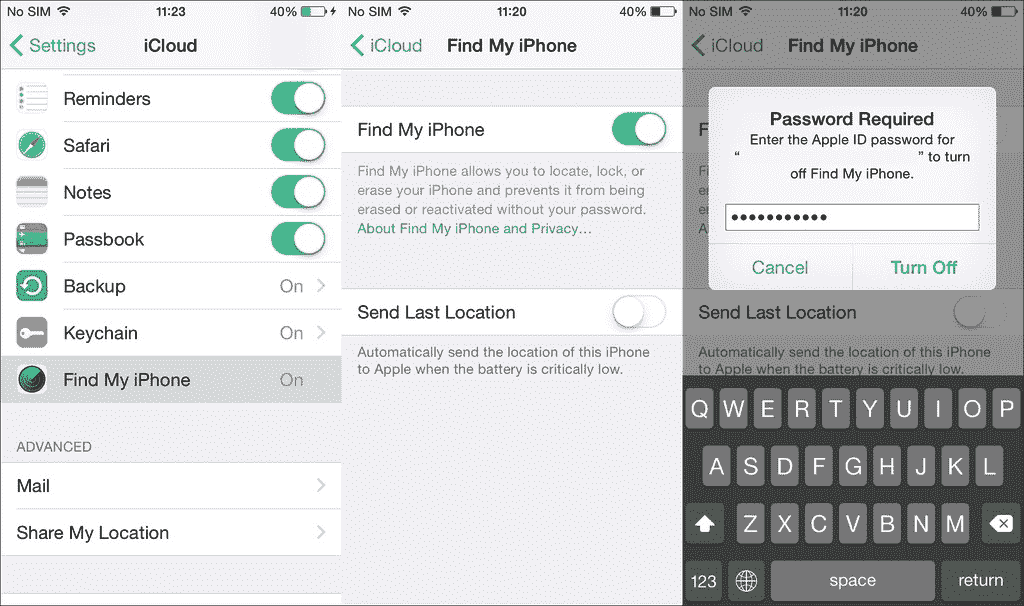 No SIM 11:23 40%
Settings iCloud
Reminders
Safari
Notes
Passbook
Backup On
Keychain On
Find My iPhone On
ADVANCED
Mail
Share My Location
No SIM 11:20 40%
iCloud Find My iPhone
Find My iPhone
Find My iPhone allows you to locate, lock, or
erase your iPhone and prevents it from being
erased or reactivated without your password.
About Find My iPhone and Privacy...
Send Last Location
Automatically send the location of this iPhone
to Apple when the battery is critically low.
No SIM 11:20 40%
iCloud Find My iPhone
Password Required
Enter the Apple ID password for
“ ” to turn
off Find My iPhone.
•••••••••••
Cancel Turn Off
Send Last Location
Automatically send the location of this iPhone
to Apple when the battery is critically low.
Q W E R T Y U I O P
A S D F G H J K L
Z X C V B N M
123 space return